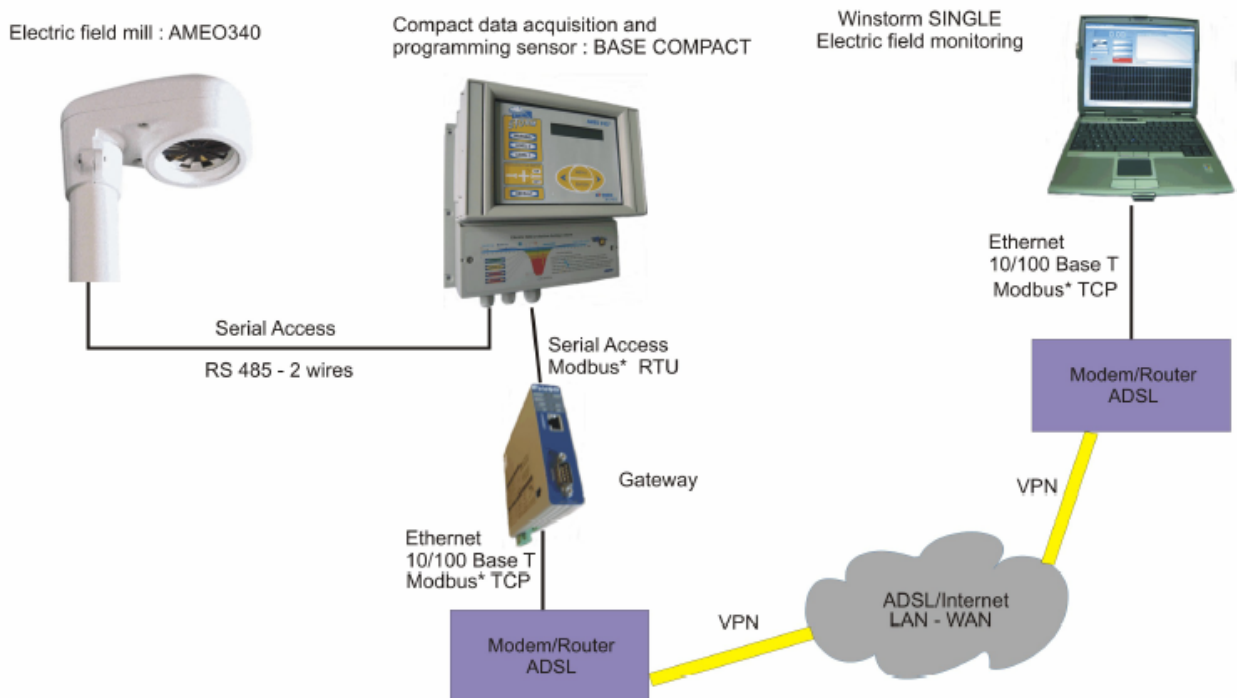 Electric field mill : AMEO340
Compact data acquisition and
programming sensor : BASE COMPACT
Winstorm SINGLE
Electric field monitoring
Ethernet
10/100 Base T
Modbus* TCP
Serial Access
RS 485 - 2 wires
Serial Access
Modbus* RTU
Modem/Router
ADSL
Gateway
VPN
Ethernet
10/100 Base T
Modbus* TCP
ADSL/Internet
LAN - WAN
VPN
Modem/Router
ADSL